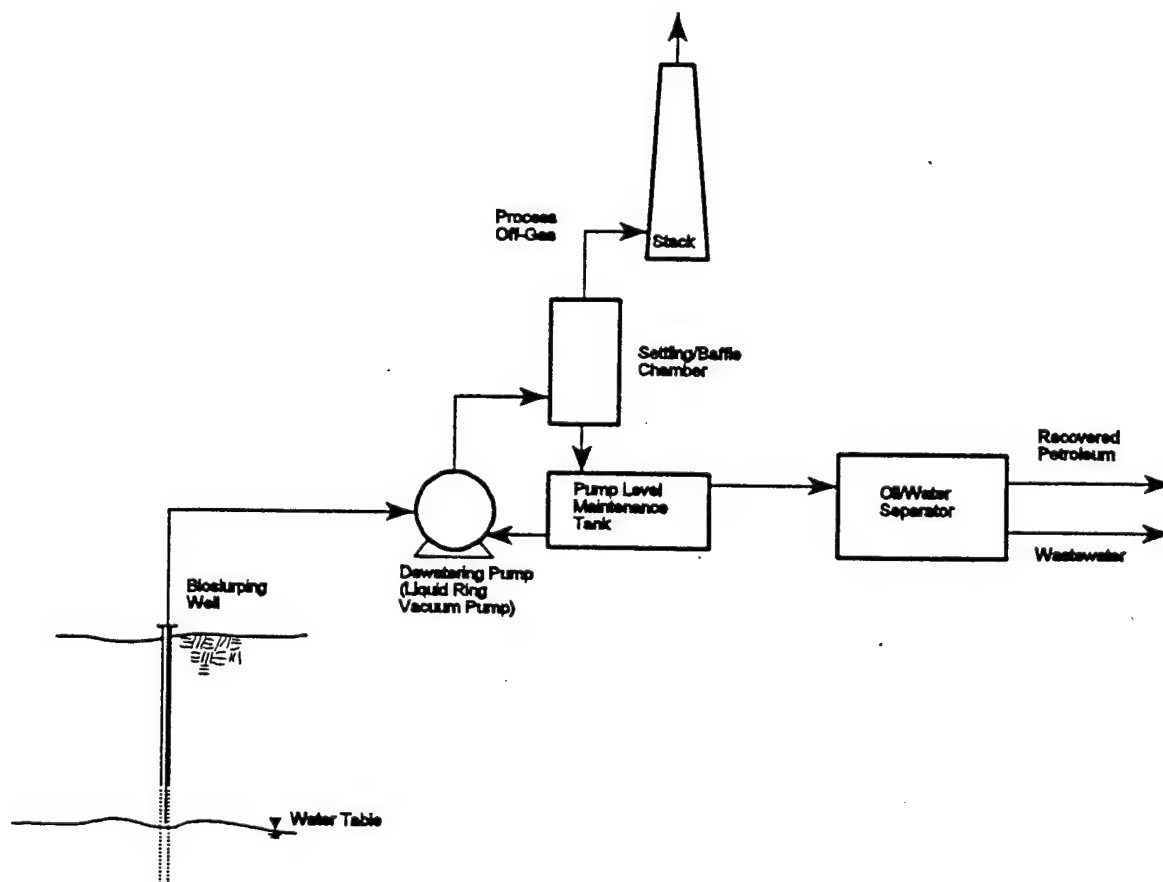 Process
Off-Gas
Stack
Settling/Baffle
Chamber
Recovered
Petroleum
Pump Level
Maintenance
Tank
Oil/Water
Separator
Wastewater
Dewatering Pump
(Liquid Ring
Vacuum Pump)
Bioslurping
Well
Water Table